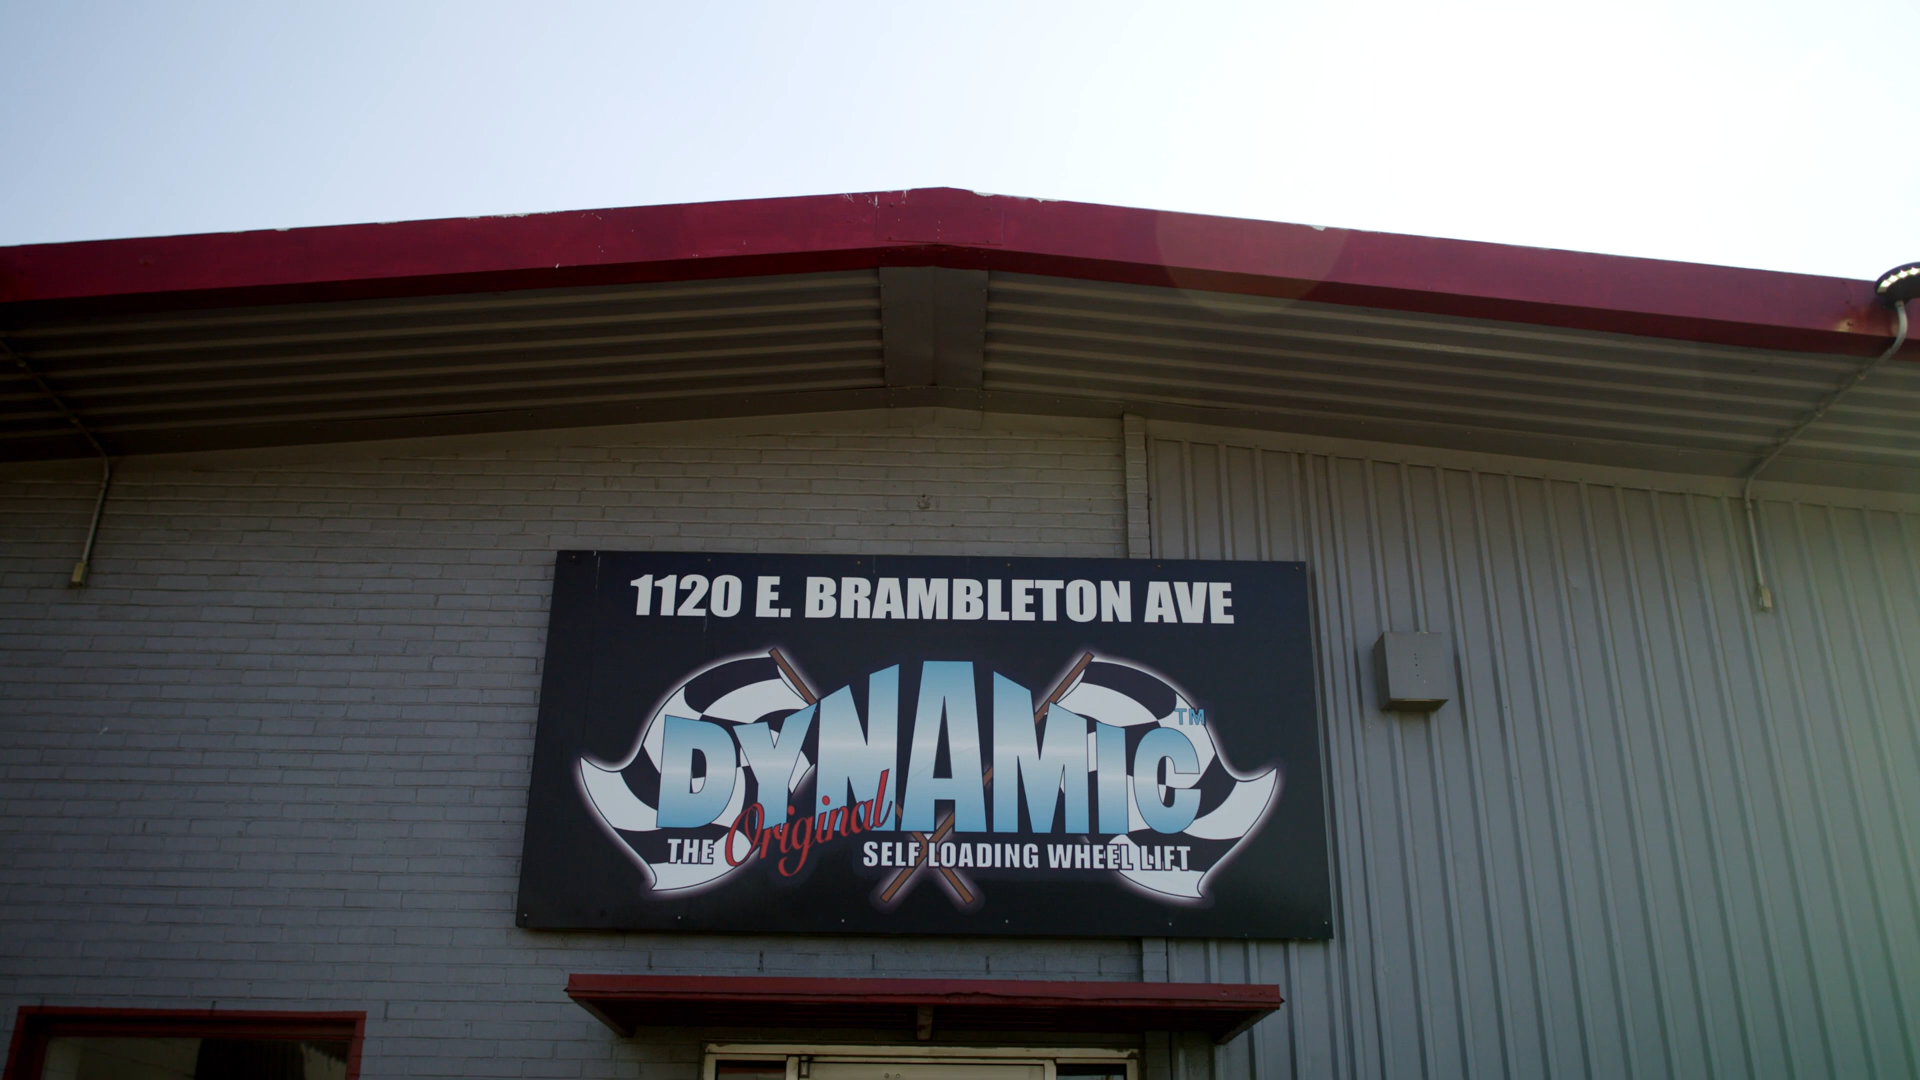 1120 E. BRAMBLETON AVE
DYNAMIC™
THE Original SELF LOADING WHEEL LIFT